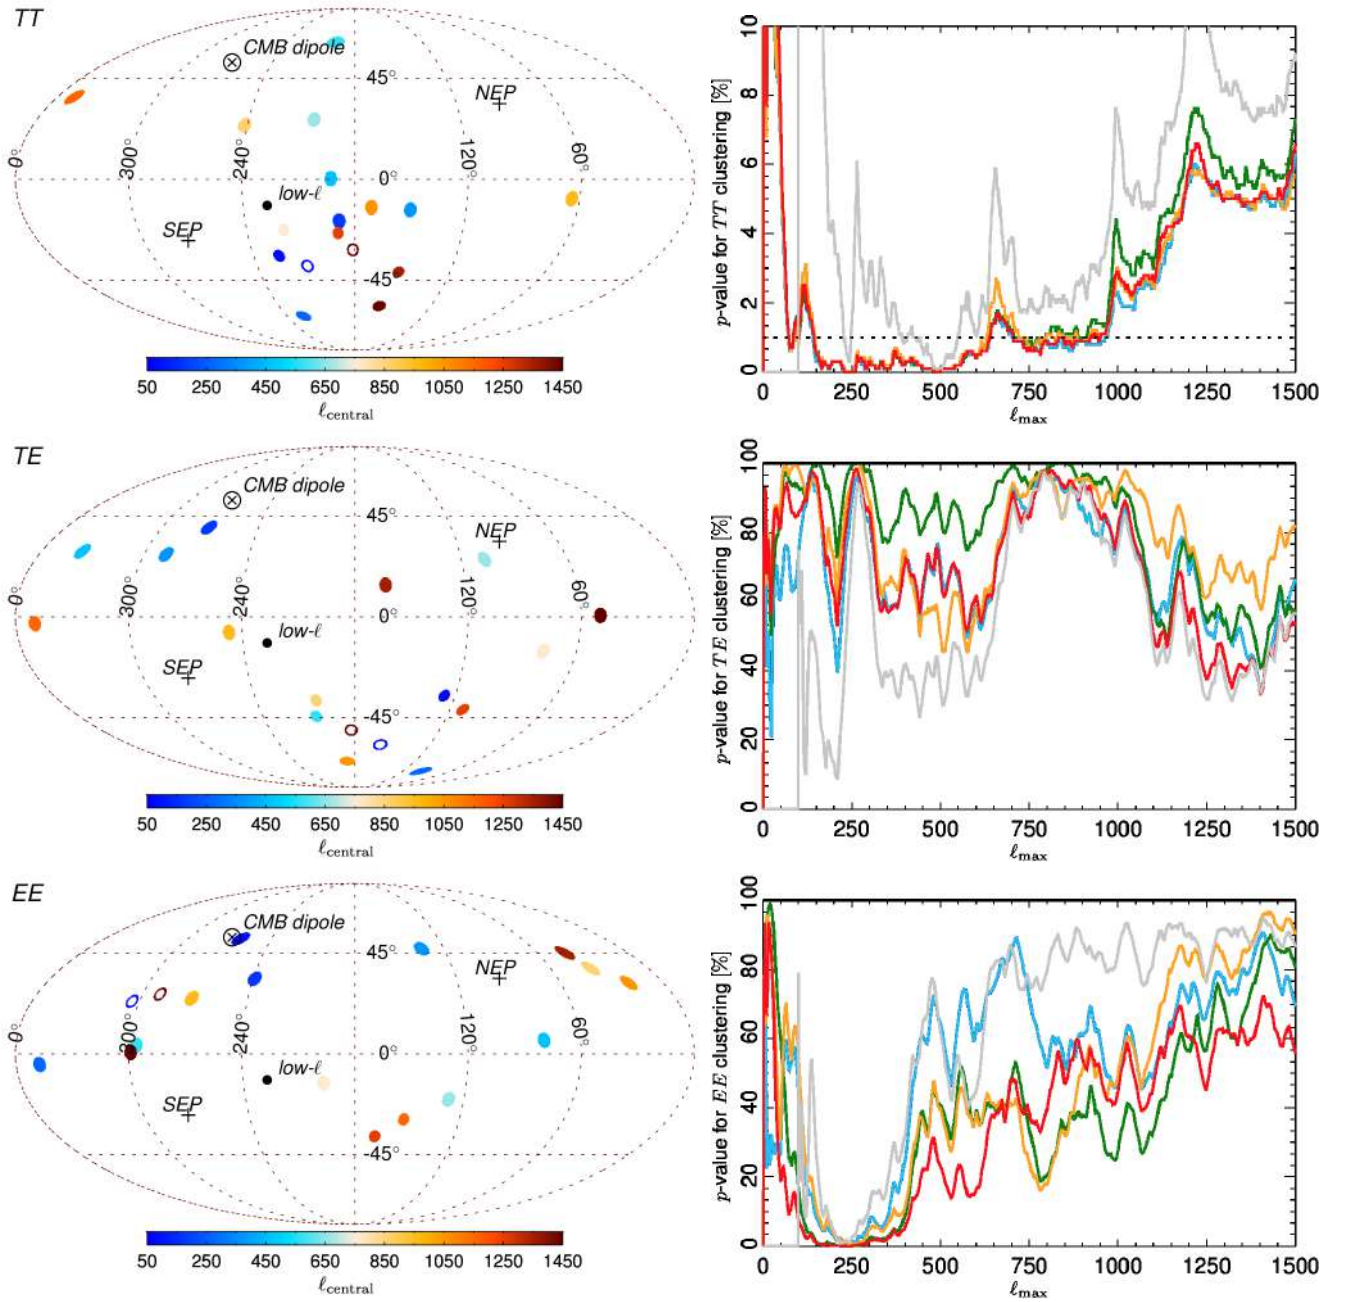 TT
CMB dipole
45°
NEP
0° 300° 240° 120° 60°
0°
low-ℓ
SEP
-45°
50 250 450 650 850 1050 1250 1450
ℓcentral
p-value for TT clustering [%]
10
8
6
4
2
0
0 250 500 750 1000 1250 1500
ℓmax
TE
CMB dipole
45°
NEP
0° 300° 240° 120° 60°
0°
low-ℓ
SEP
-45°
50 250 450 650 850 1050 1250 1450
ℓcentral
p-value for TE clustering [%]
100
80
60
40
20
0
0 250 500 750 1000 1250 1500
ℓmax
EE
CMB dipole
45°
NEP
0° 300° 240° 120° 60°
0°
low-ℓ
SEP
-45°
50 250 450 650 850 1050 1250 1450
ℓcentral
p-value for EE clustering [%]
100
80
60
40
20
0
0 250 500 750 1000 1250 1500
ℓmax